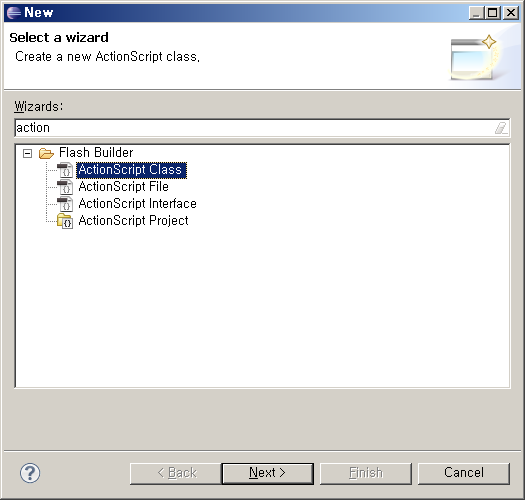 New
Select a wizard
Create a new ActionScript class.
Wizards:
action
Flash Builder
ActionScript Class
ActionScript File
ActionScript Interface
ActionScript Project
? < Back Next > Finish Cancel